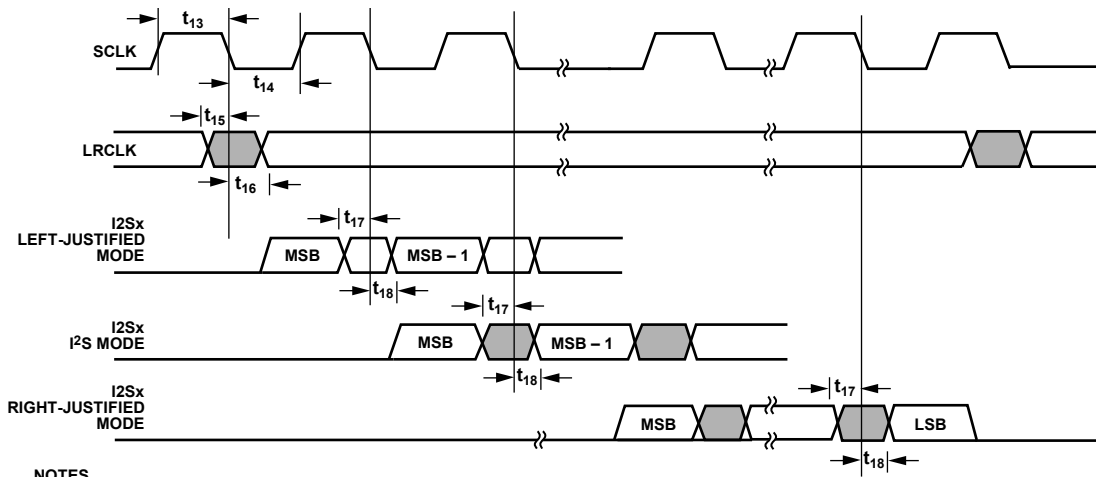 t13
SCLK
t14
t15
LRCLK
t16
I2Sx
LEFT-JUSTIFIED
MODE
t17
MSB
MSB – 1
t18
I2Sx
I2S MODE
t17
MSB
MSB – 1
t18
I2Sx
RIGHT-JUSTIFIED
MODE
t17
MSB
LSB
t18
NOTES